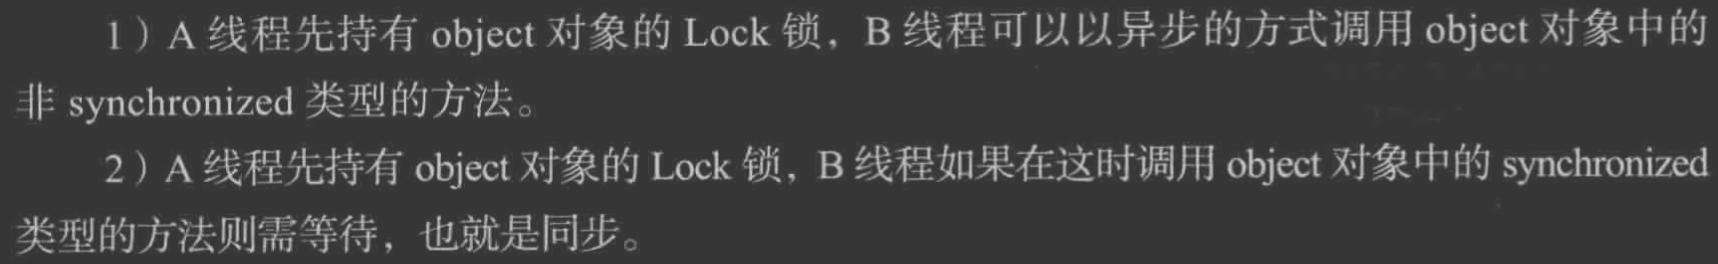 1）A 线程先持有 object 对象的 Lock 锁，B 线程可以以异步的方式调用 object 对象中的
非 synchronized 类型的方法。
2）A 线程先持有 object 对象的 Lock 锁，B 线程如果在这时调用 object 对象中的 synchronized
类型的方法则需等待，也就是同步。